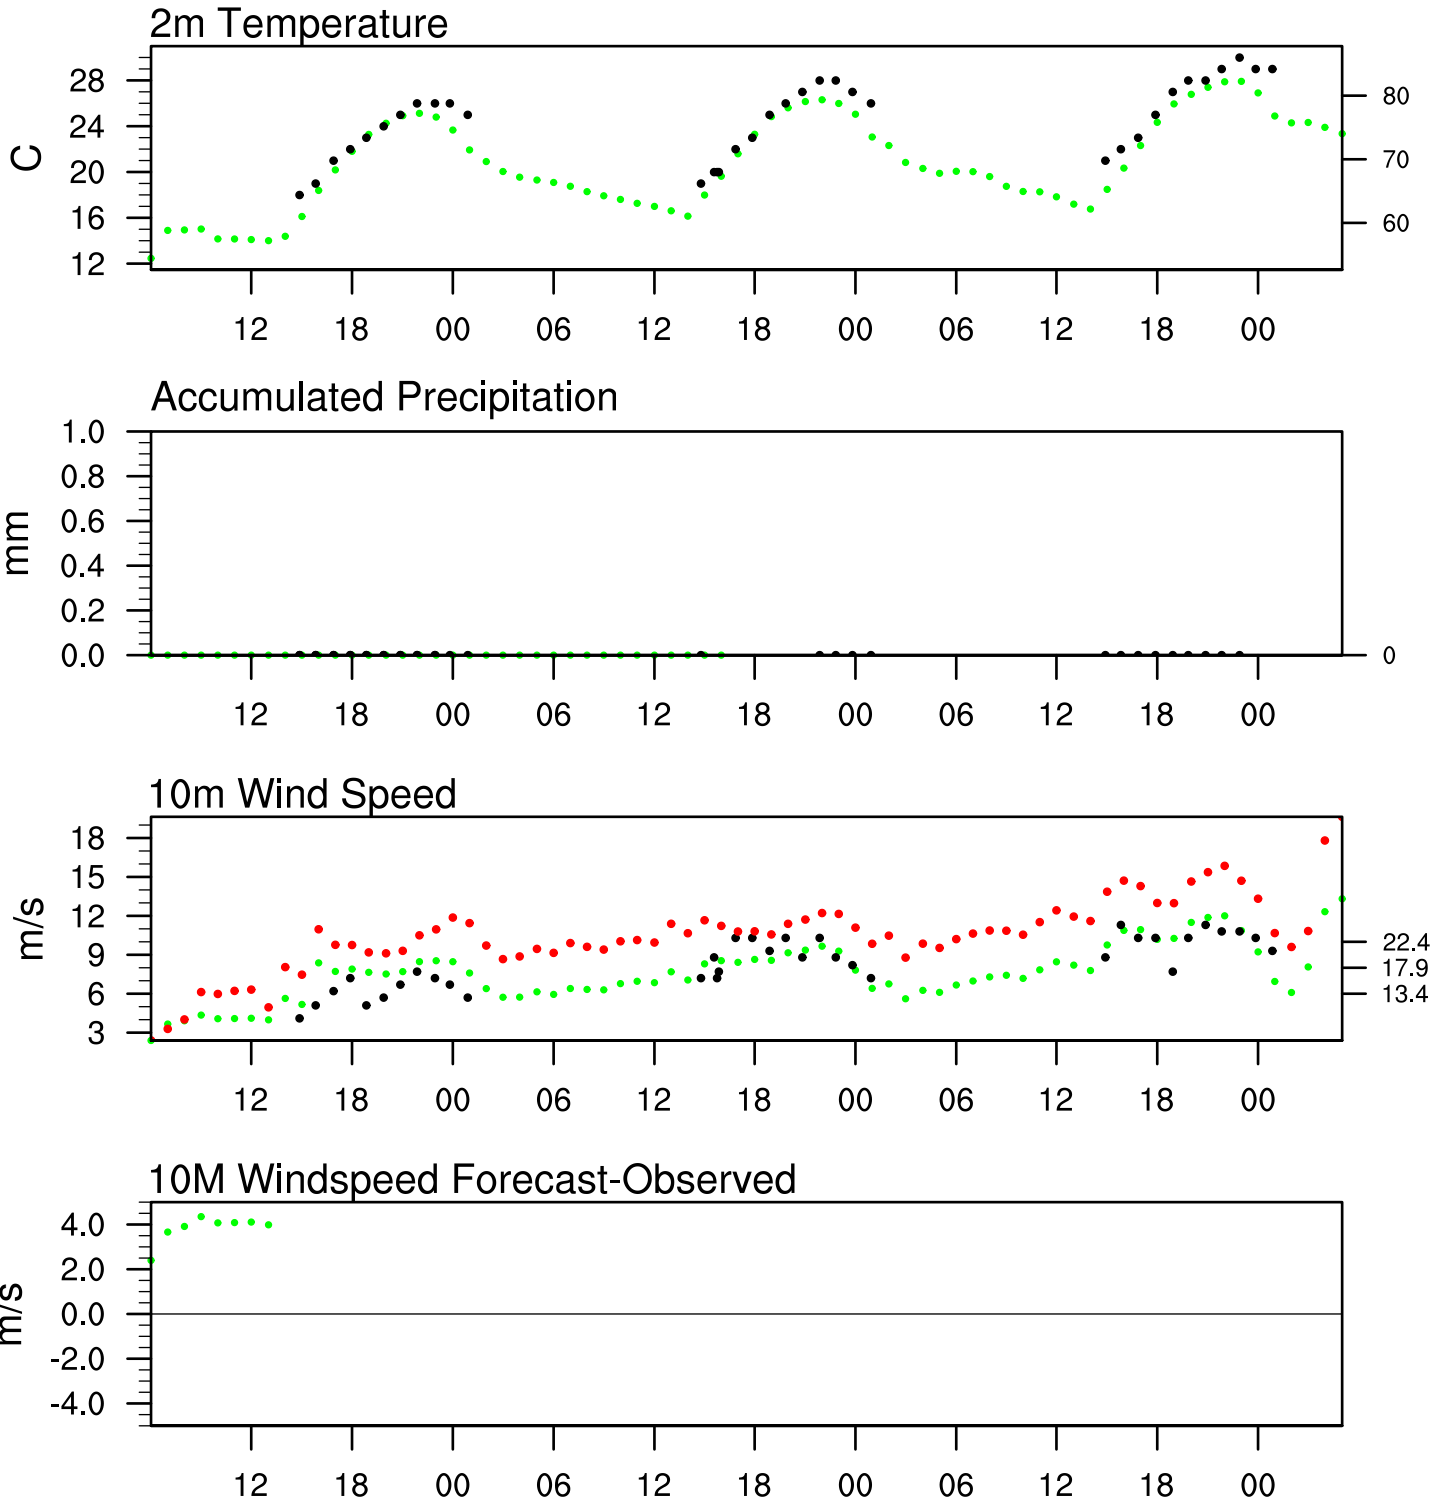 2m Temperature
C
28
24
20
16
12
80
70
60
12 18 00 06 12 18 00 06 12 18 00
Accumulated Precipitation
mm
1.0
0.8
0.6
0.4
0.2
0.0
0
12 18 00 06 12 18 00 06 12 18 00
10m Wind Speed
m/s
18
15
12
9
6
3
22.4
17.9
13.4
12 18 00 06 12 18 00 06 12 18 00
10M Windspeed Forecast-Observed
m/s
4.0
2.0
0.0
-2.0
-4.0
12 18 00 06 12 18 00 06 12 18 00